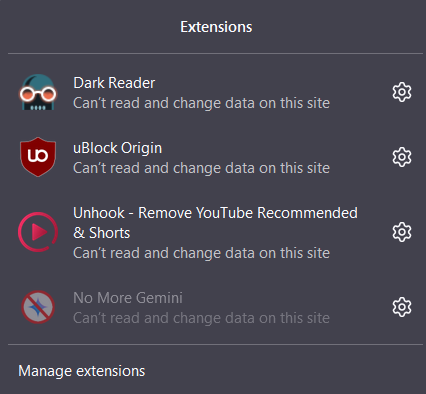 Extensions
Dark Reader
Can't read and change data on this site
uBlock Origin
Can't read and change data on this site
Unhook - Remove YouTube Recommended
& Shorts
Can't read and change data on this site
No More Gemini
Can't read and change data on this site
Manage extensions